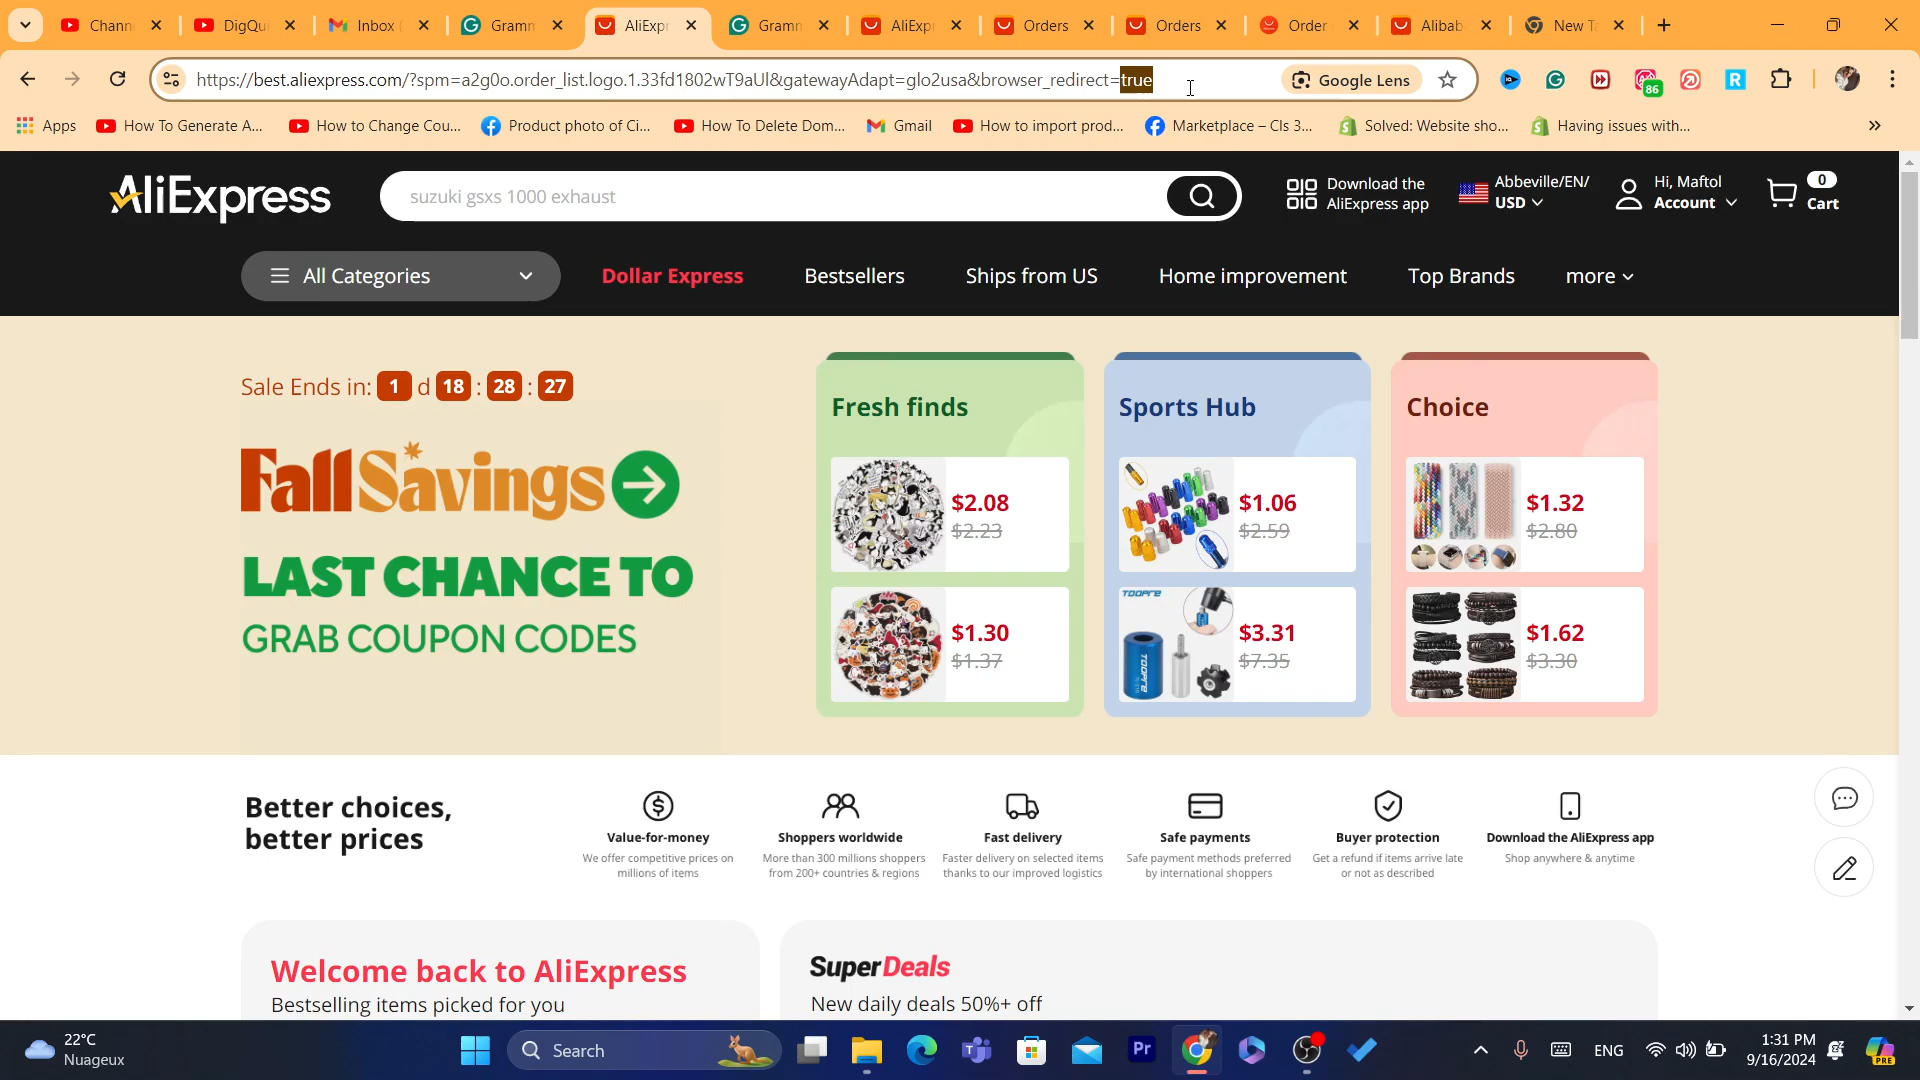 Chann
DigQu
Inbox
Gramn
AliExpr
Gramn
AliExpr
Orders
Orders
Order
Alibab
New T
https://best.aliexpress.com/?spm=a2g0o.order_list.logo.1.33fd1802wT9aUl&gatewayAdapt=glo2usa&browser_redirect=true
Google Lens
86
Apps
How To Generate A...
How to Change Cou...
Product photo of Ci...
How To Delete Dom...
Gmail
How to import prod...
Marketplace – Cls 3...
Solved: Website sho...
Having issues with...
AliExpress
suzuki gsxs 1000 exhaust
Download the
AliExpress app
Abbeville/EN/
USD
Hi, Maftol
Account
0
Cart
All Categories
Dollar Express
Bestsellers
Ships from US
Home improvement
Top Brands
more
Sale Ends in: 1 d 18 : 28 : 27
Fall Savings
LAST CHANCE TO
GRAB COUPON CODES
Fresh finds
$2.08
$2.23
$1.30
$1.37
Sports Hub
$1.06
$2.59
TOOPRE
TOOPRE
$3.31
$7.35
Choice
$1.32
$2.80
$1.62
$3.30
Better choices,
better prices
Value-for-money
We offer competitive prices on
millions of items
Shoppers worldwide
More than 300 millions shoppers
from 200+ countries & regions
Fast delivery
Faster delivery on selected items
thanks to our improved logistics
Safe payments
Safe payment methods preferred
by international shoppers
Buyer protection
Get a refund if items arrive late
or not as described
Download the AliExpress app
Shop anywhere & anytime
Welcome back to AliExpress
Bestselling items picked for you
SuperDeals
New daily deals 50%+ off
22°C
Nuageux
Search
Pr
ENG
1:31 PM
9/16/2024
PRE